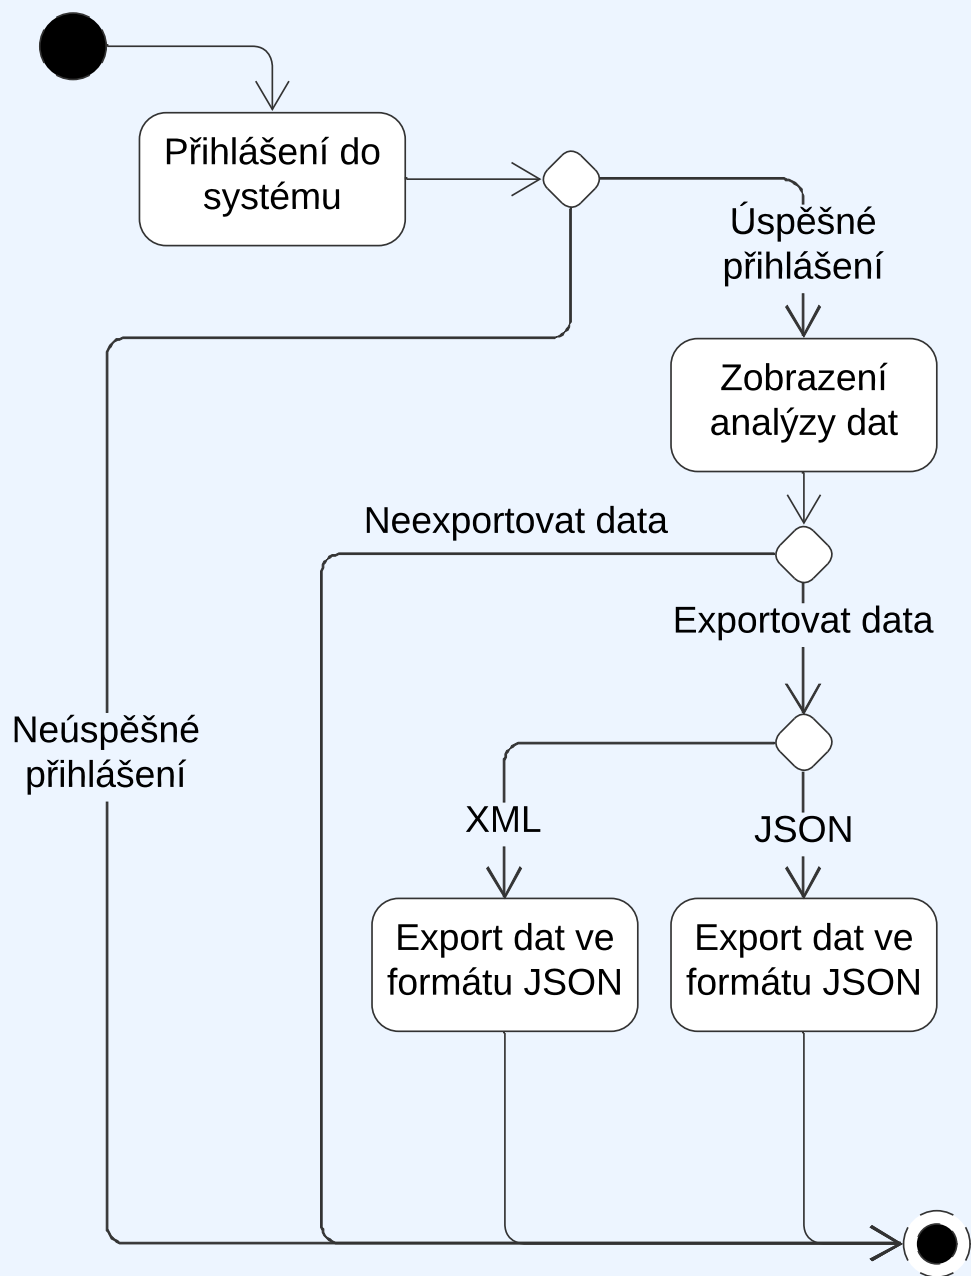 Přihlášení do
systému
Úspěšné
přihlášení
Zobrazení
analýzy dat
Neexportovat data
Exportovat data
Neúspěšné
přihlášení
XML
JSON
Export dat ve
formátu JSON
Export dat ve
formátu JSON